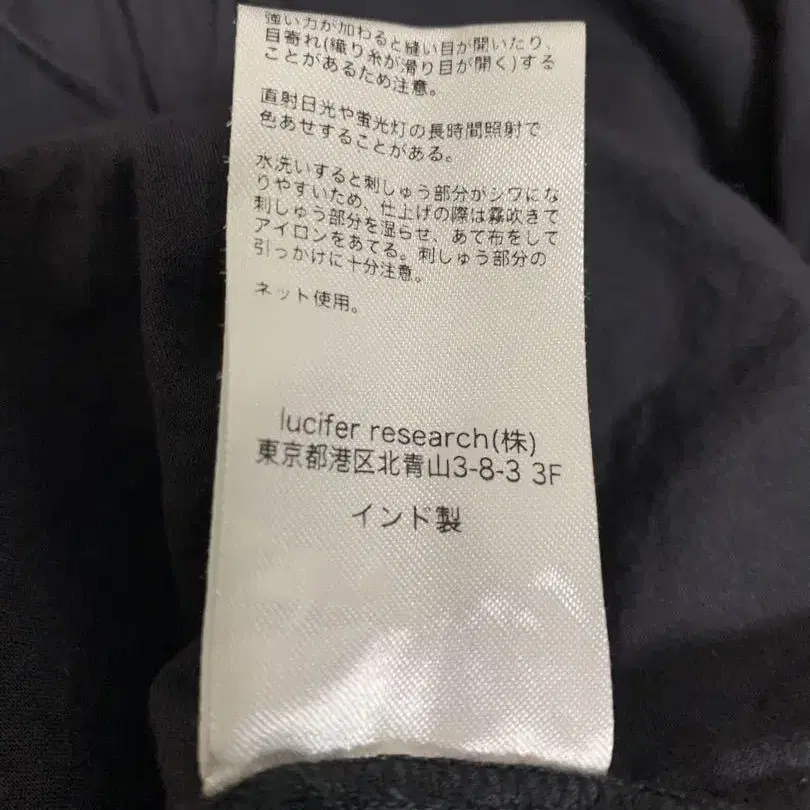 強い力が加わると縫い目が開いたり、
目寄れ(織り糸が滑り目が開く)する
ことがあるため注意。
直射日光や蛍光灯の長時間照射で
色あせすることがある。
水洗いすると刺しゅう部分がシワにな
りやすいため、仕上げの際は霧吹きで
刺しゅう部分を湿らせ、あて布をして
アイロンをあてる。刺しゅう部分の
引っかけに十分注意。
ネット使用。
lucifer research(株)
東京都港区北青山3-8-3 3F
インド製